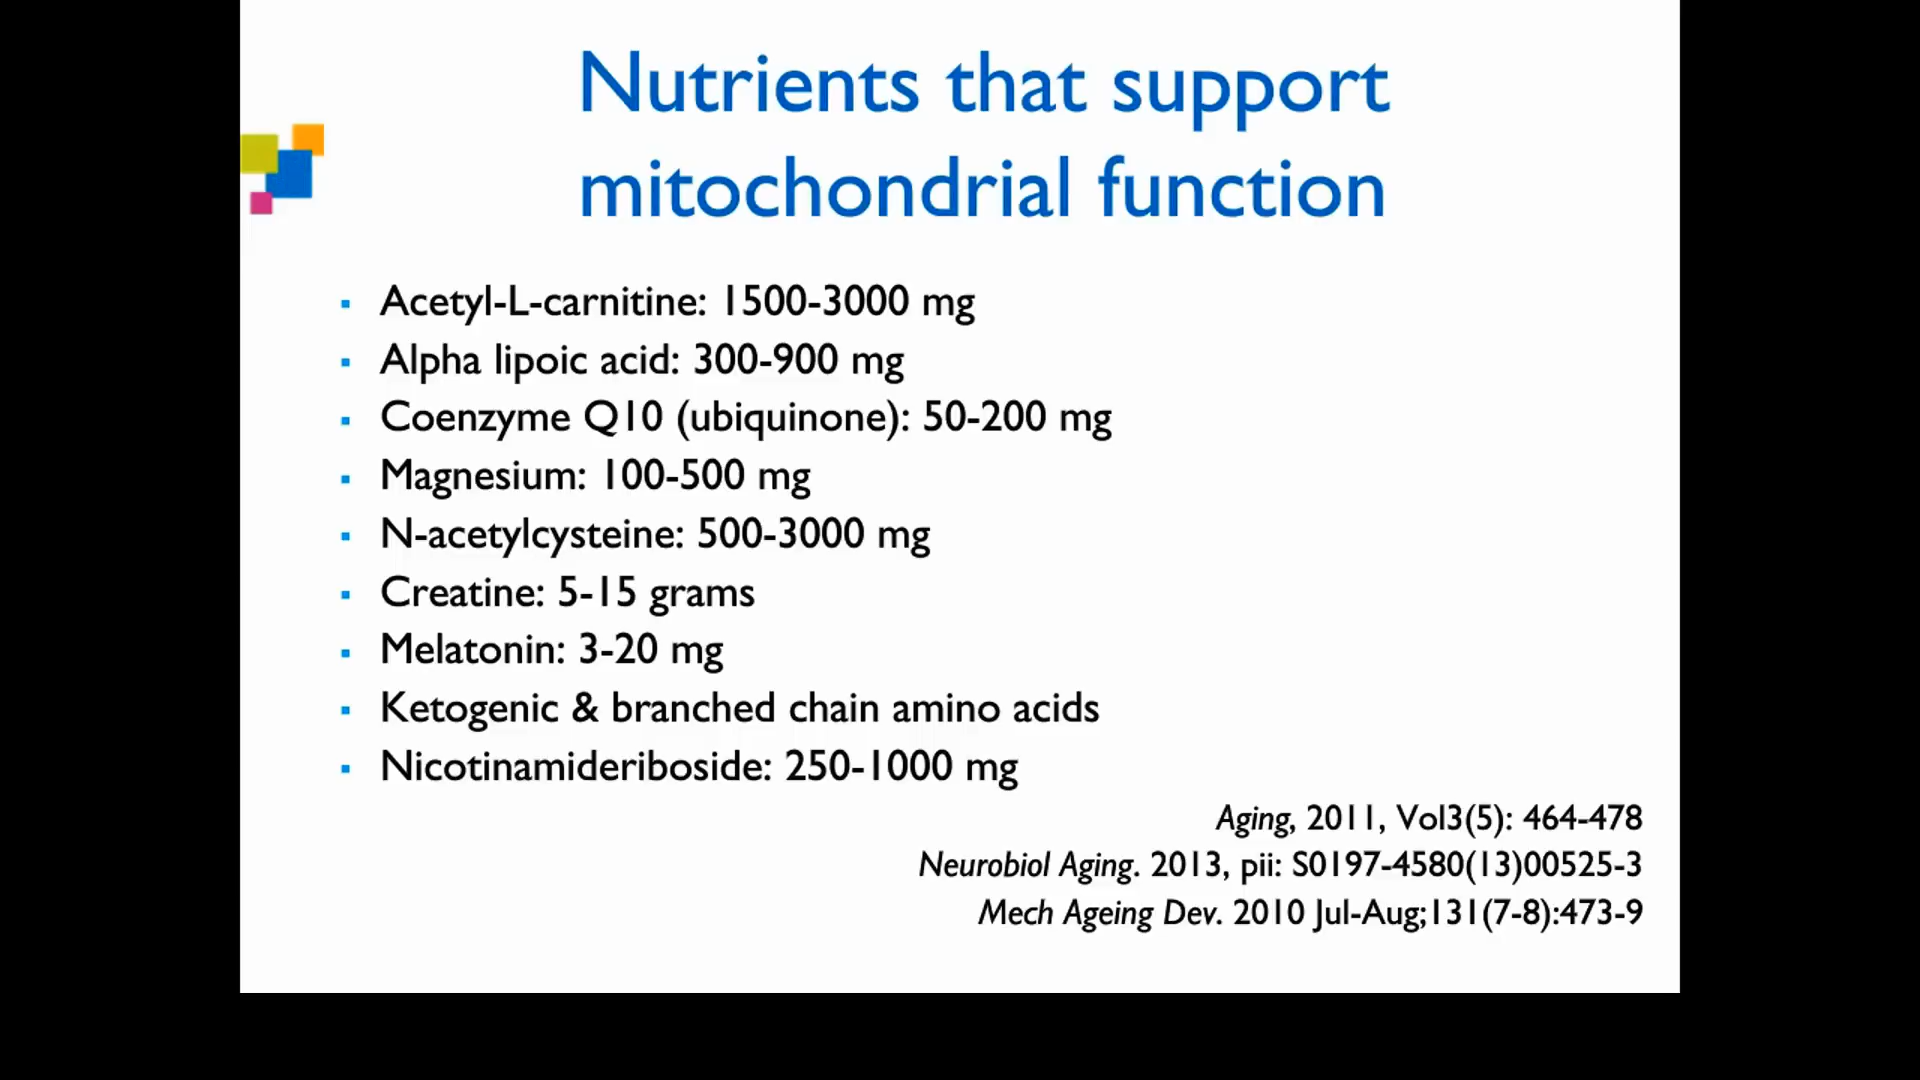 Nutrients that support
mitochondrial function
▪ Acetyl-L-carnitine: 1500-3000 mg
▪ Alpha lipoic acid: 300-900 mg
▪ Coenzyme Q10 (ubiquinone): 50-200 mg
▪ Magnesium: 100-500 mg
▪ N-acetylcysteine: 500-3000 mg
▪ Creatine: 5-15 grams
▪ Melatonin: 3-20 mg
▪ Ketogenic & branched chain amino acids
▪ Nicotinamideriboside: 250-1000 mg
Aging, 2011, Vol3(5): 464-478
Neurobiol Aging. 2013, pii: S0197-4580(13)00525-3
Mech Ageing Dev. 2010 Jul-Aug;131(7-8):473-9